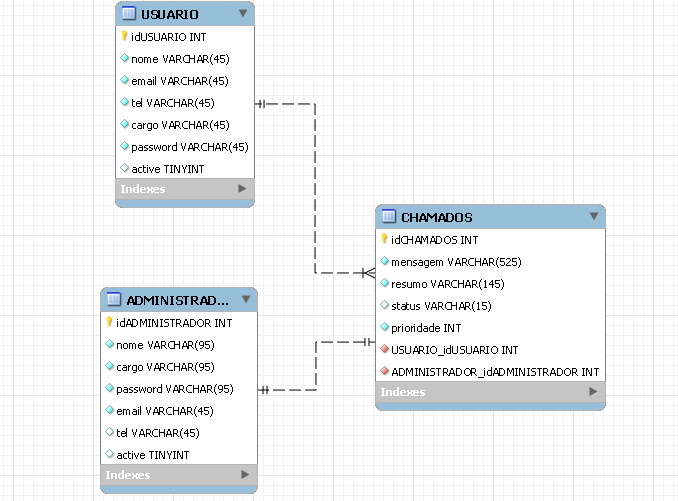 USUARIO
idUSUARIO INT
nome VARCHAR(45)
email VARCHAR(45)
tel VARCHAR(45)
cargo VARCHAR(45)
password VARCHAR(45)
active TINYINT
Indexes
CHAMADOS
idCHAMADOS INT
mensagem VARCHAR(525)
resumo VARCHAR(145)
status VARCHAR(15)
prioridade INT
USUARIO_idUSUARIO INT
ADMINISTRADOR_idADMINISTRADOR INT
Indexes
ADMINISTRAD...
idADMINISTRADOR INT
nome VARCHAR(95)
cargo VARCHAR(95)
password VARCHAR(95)
email VARCHAR(45)
tel VARCHAR(45)
active TINYINT
Indexes